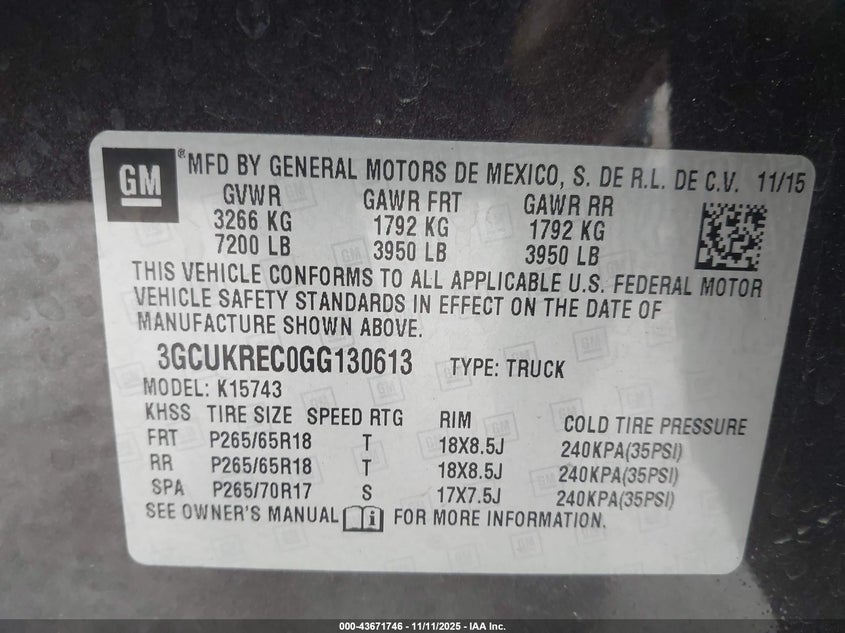 GM
® MFD BY GENERAL MOTORS DE MEXICO, S. DE R.L. DE C.V. 11/15
GVWR GAWR FRT GAWR RR
3266 KG 1792 KG 1792 KG
7200 LB 3950 LB 3950 LB
THIS VEHICLE CONFORMS TO ALL APPLICABLE U.S. FEDERAL MOTOR
VEHICLE SAFETY STANDARDS IN EFFECT ON THE DATE OF
MANUFACTURE SHOWN ABOVE.
3GCUKREC0GG130613 TYPE: TRUCK
MODEL: K15743
KHSS TIRE SIZE SPEED RTG RIM COLD TIRE PRESSURE
FRT P265/65R18 T 18X8.5J 240KPA(35PSI)
RR P265/65R18 T 18X8.5J 240KPA(35PSI)
SPA P265/70R17 S 17X7.5J 240KPA(35PSI)
SEE OWNER'S MANUAL i FOR MORE INFORMATION.
000-43671746 - 11/11/2025 - IAA Inc.